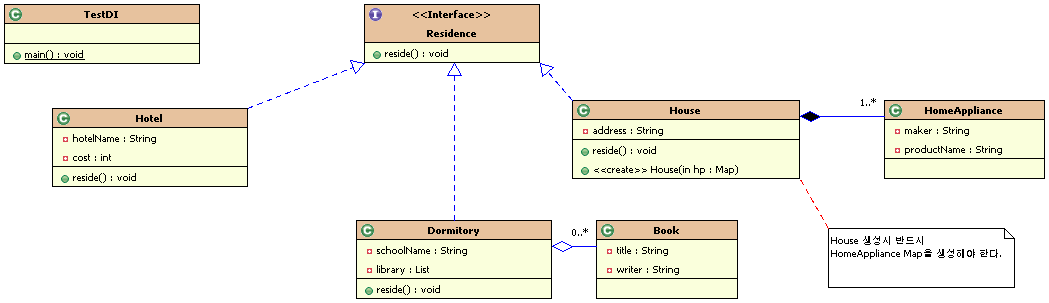 TestDI
main() : void
<<Interface>>
Residence
reside() : void
Hotel
hotelName : String
cost : int
reside() : void
House
address : String
reside() : void
<<create>> House(in hp : Map)
1..*
HomeAppliance
maker : String
productName : String
Dormitory
schoolName : String
library : List
reside() : void
0..*
Book
title : String
writer : String
House 생성시 반드시
HomeAppliance Map을 생성해야 한다.